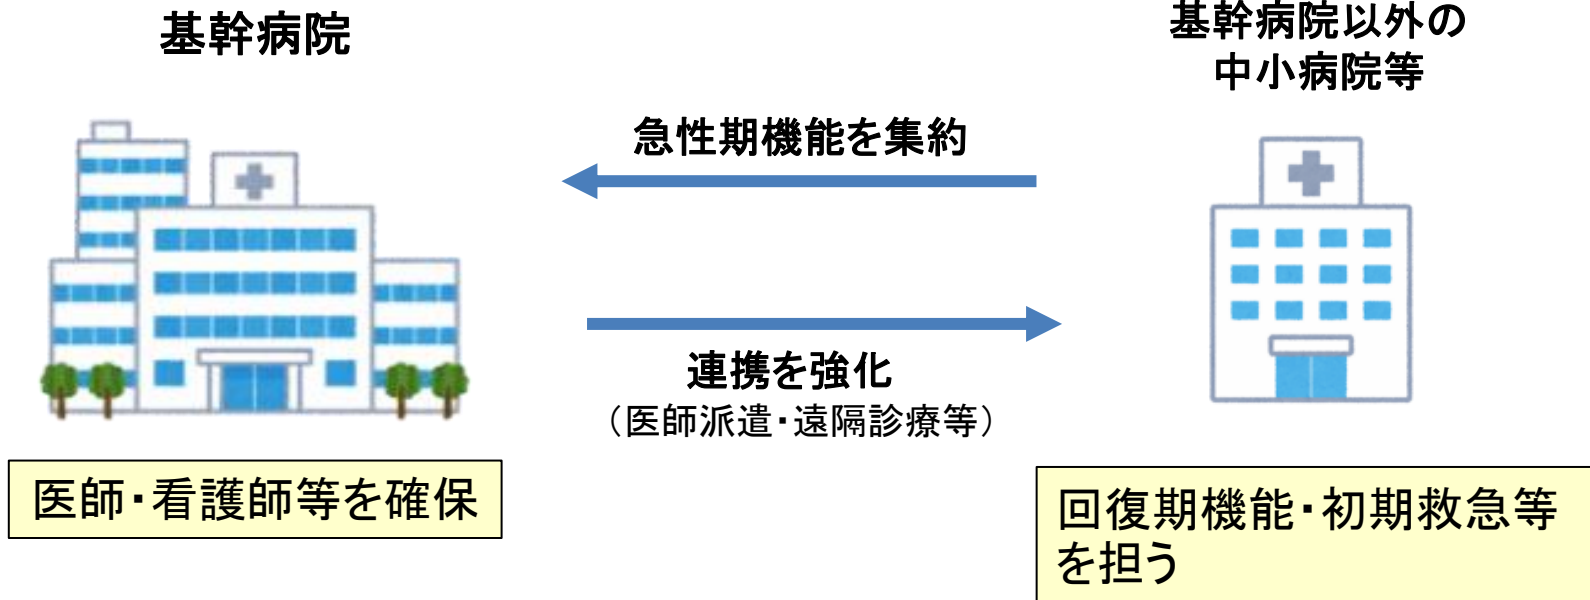 基幹病院
基幹病院以外の
中小病院等
急性期機能を集約
連携を強化
（医師派遣・遠隔診療等）
医師・看護師等を確保
回復期機能・初期救急等
を担う